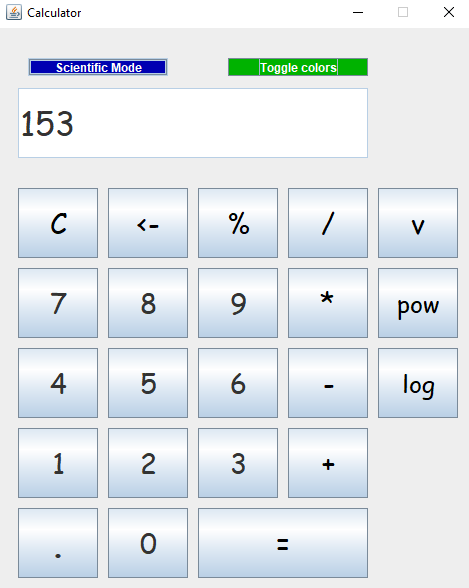 Calculator
Scientific Mode Toggle colors
153
C <- % / v
7 8 9 * pow
4 5 6 - log
1 2 3 +
. 0 =